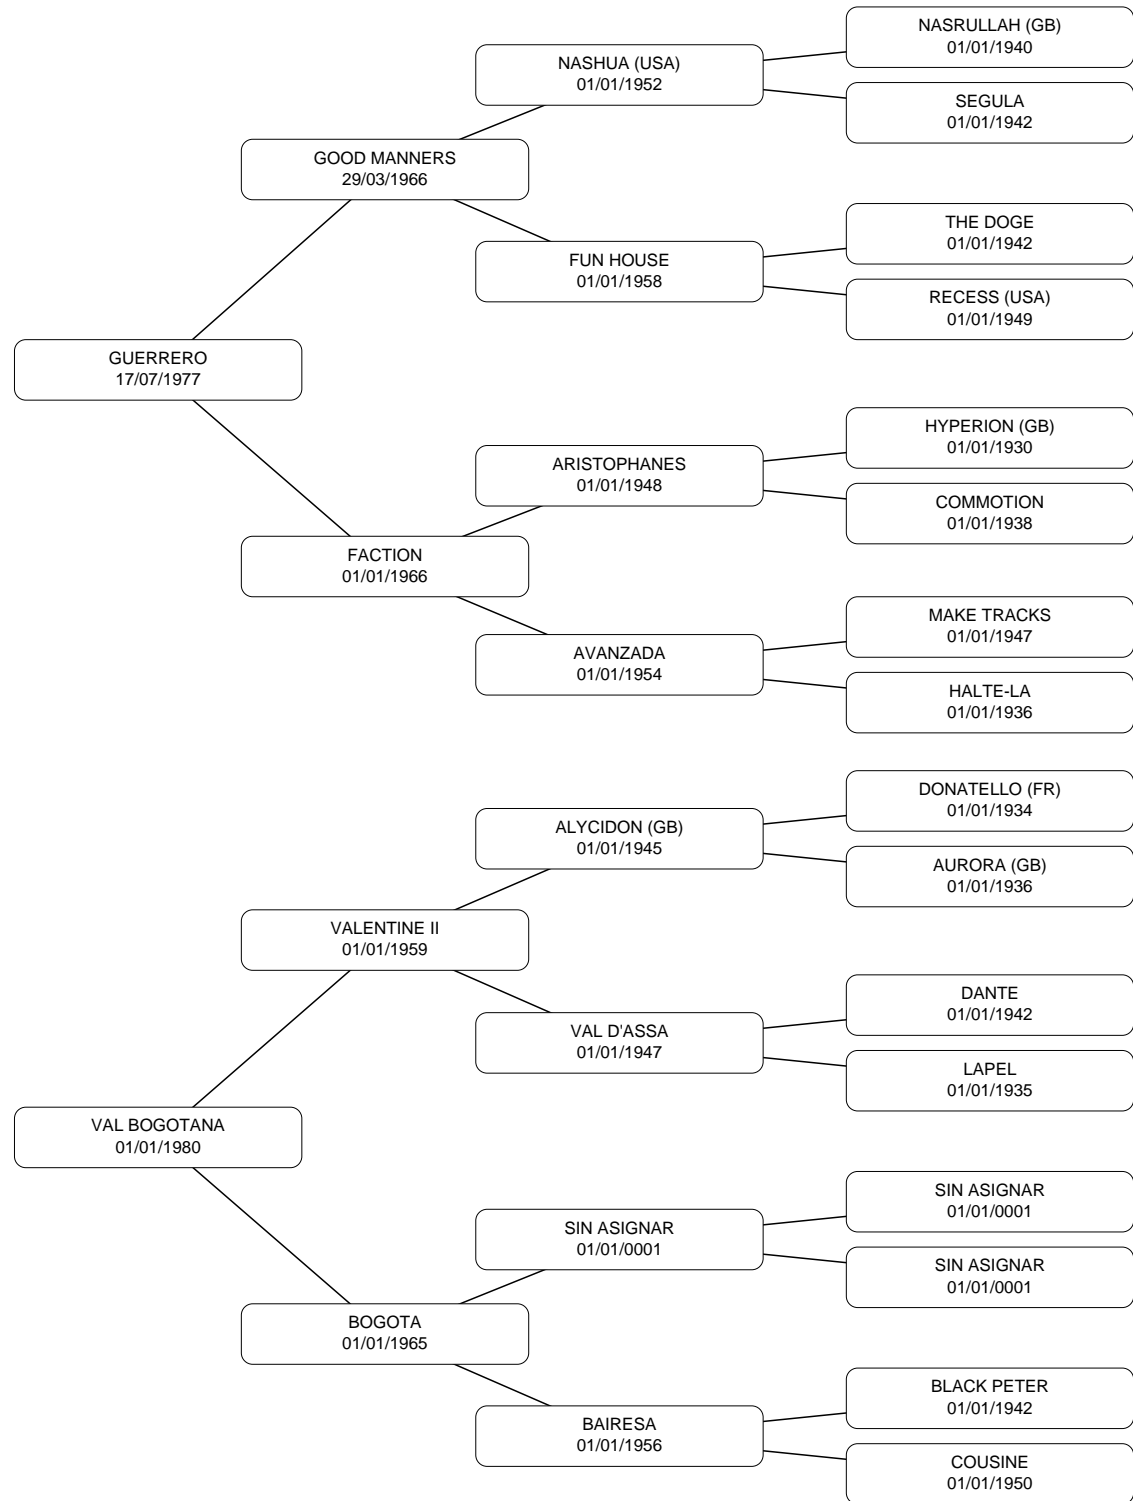 NASRULLAH (GB)
01/01/1940
NASHUA (USA)
01/01/1952
SEGULA
01/01/1942
GOOD MANNERS
29/03/1966
THE DOGE
01/01/1942
FUN HOUSE
01/01/1958
RECESS (USA)
01/01/1949
GUERRERO
17/07/1977
HYPERION (GB)
01/01/1930
ARISTOPHANES
01/01/1948
COMMOTION
01/01/1938
FACTION
01/01/1966
MAKE TRACKS
01/01/1947
AVANZADA
01/01/1954
HALTE-LA
01/01/1936
DONATELLO (FR)
01/01/1934
ALYCIDON (GB)
01/01/1945
AURORA (GB)
01/01/1936
VALENTINE II
01/01/1959
DANTE
01/01/1942
VAL D'ASSA
01/01/1947
LAPEL
01/01/1935
VAL BOGOTANA
01/01/1980
SIN ASIGNAR
01/01/0001
SIN ASIGNAR
01/01/0001
SIN ASIGNAR
01/01/0001
BOGOTA
01/01/1965
BLACK PETER
01/01/1942
BAIRESA
01/01/1956
COUSINE
01/01/1950